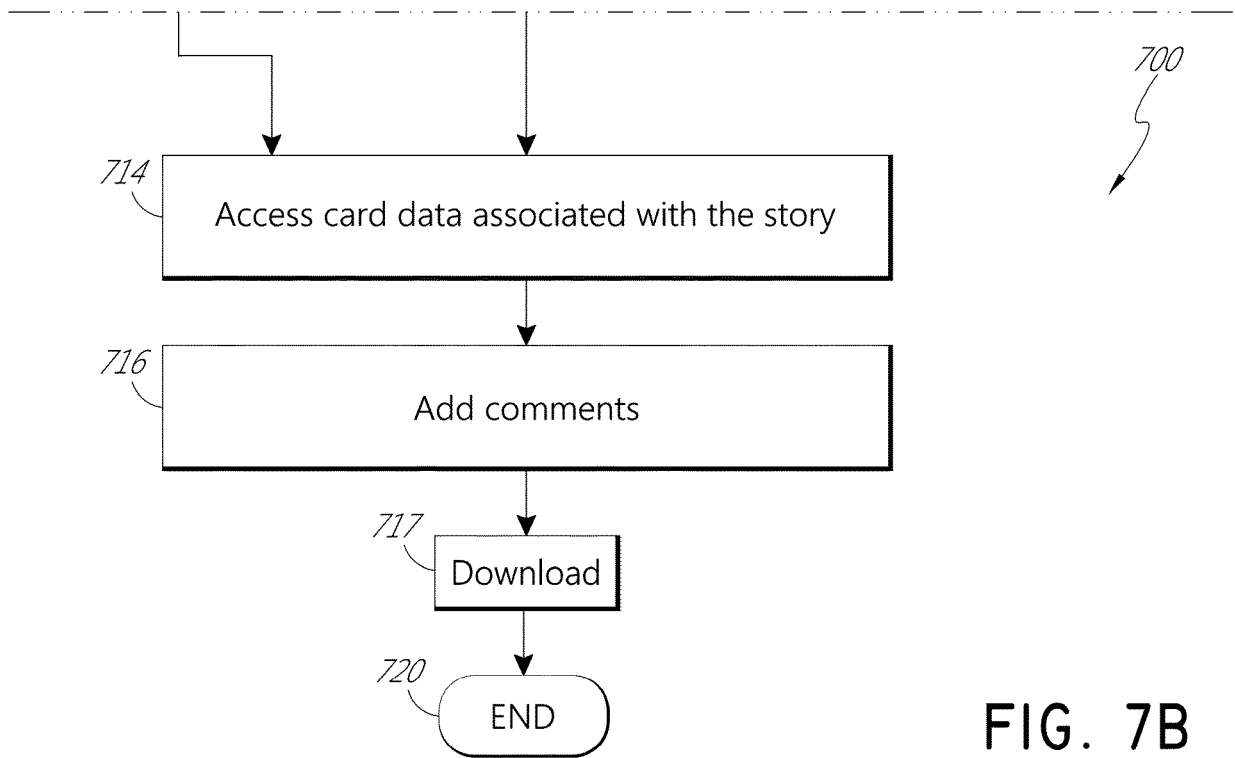 700
714
Access card data associated with the story
716
Add comments
717
Download
720
END
FIG. 7B